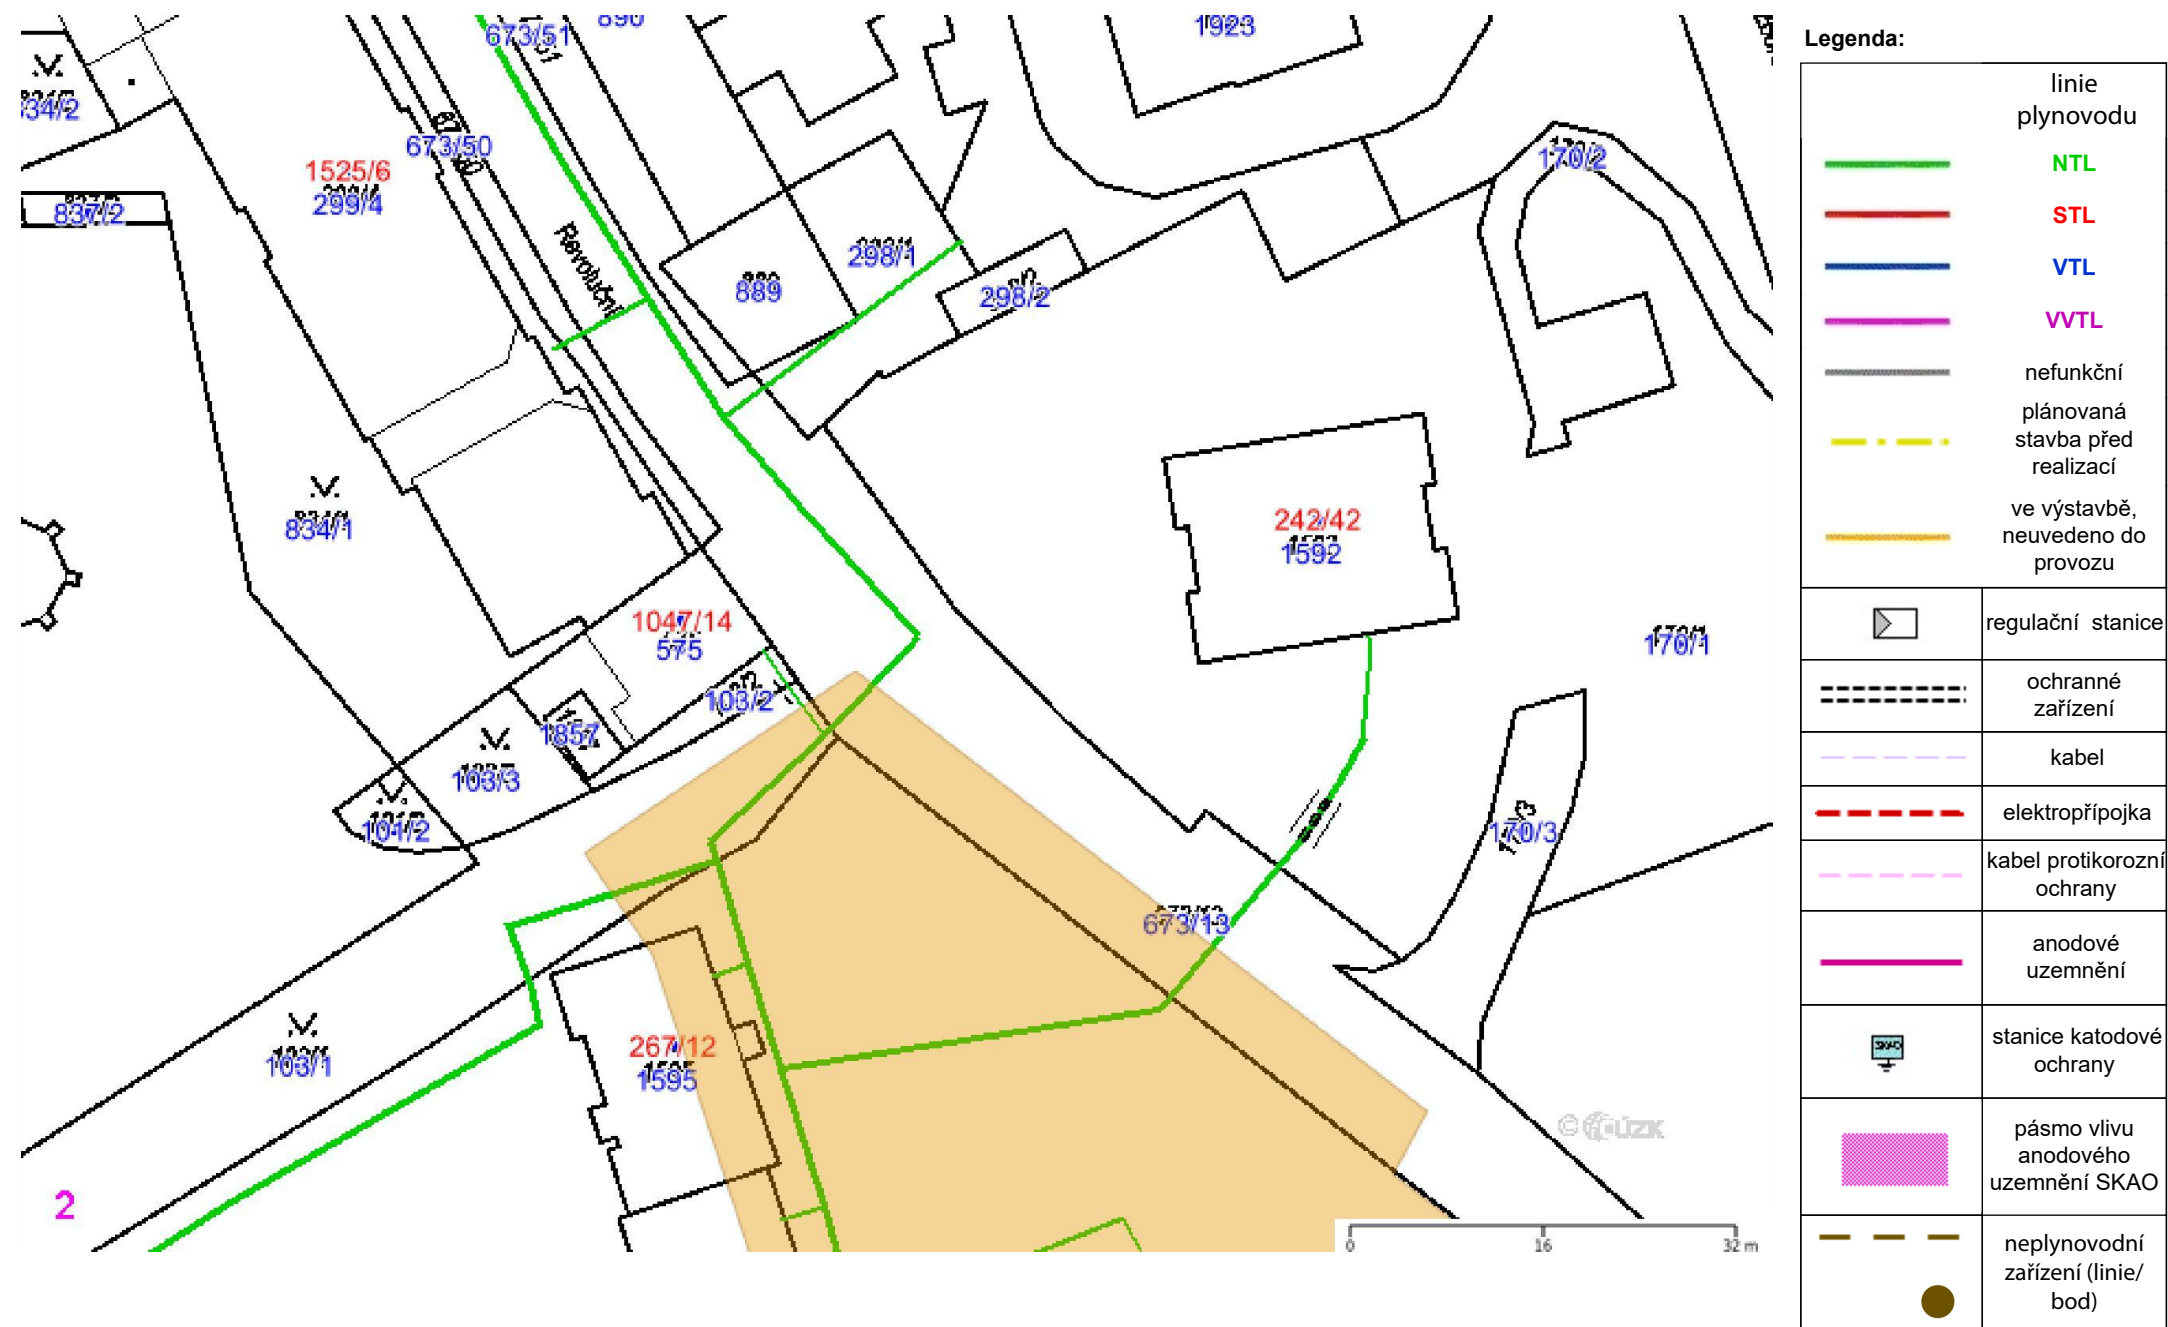 673/51
890
1923
Legenda:
834/2
673/50
170/2
1525/6
299/4
837/2
Revoluční
298/1
889
298/2
834/1
242/42
1592
1047/14
575
170/1
103/2
1857
103/3
101/2
170/3
673/13
103/1
267/12
1595
2
0
16
32 m
linie
plynovodu
NTL
STL
VTL
VVTL
nefunkční
plánovaná
stavba před
realizací
ve výstavbě,
neuvedeno do
provozu
regulační stanice
ochranné
zařízení
kabel
elektropřípojka
kabel protikorozní
ochrany
anodové
uzemnění
SKAO
stanice katodové
ochrany
pásmo vlivu
anodového
uzemnění SKAO
neplynovodní
zařízení (linie/
bod)